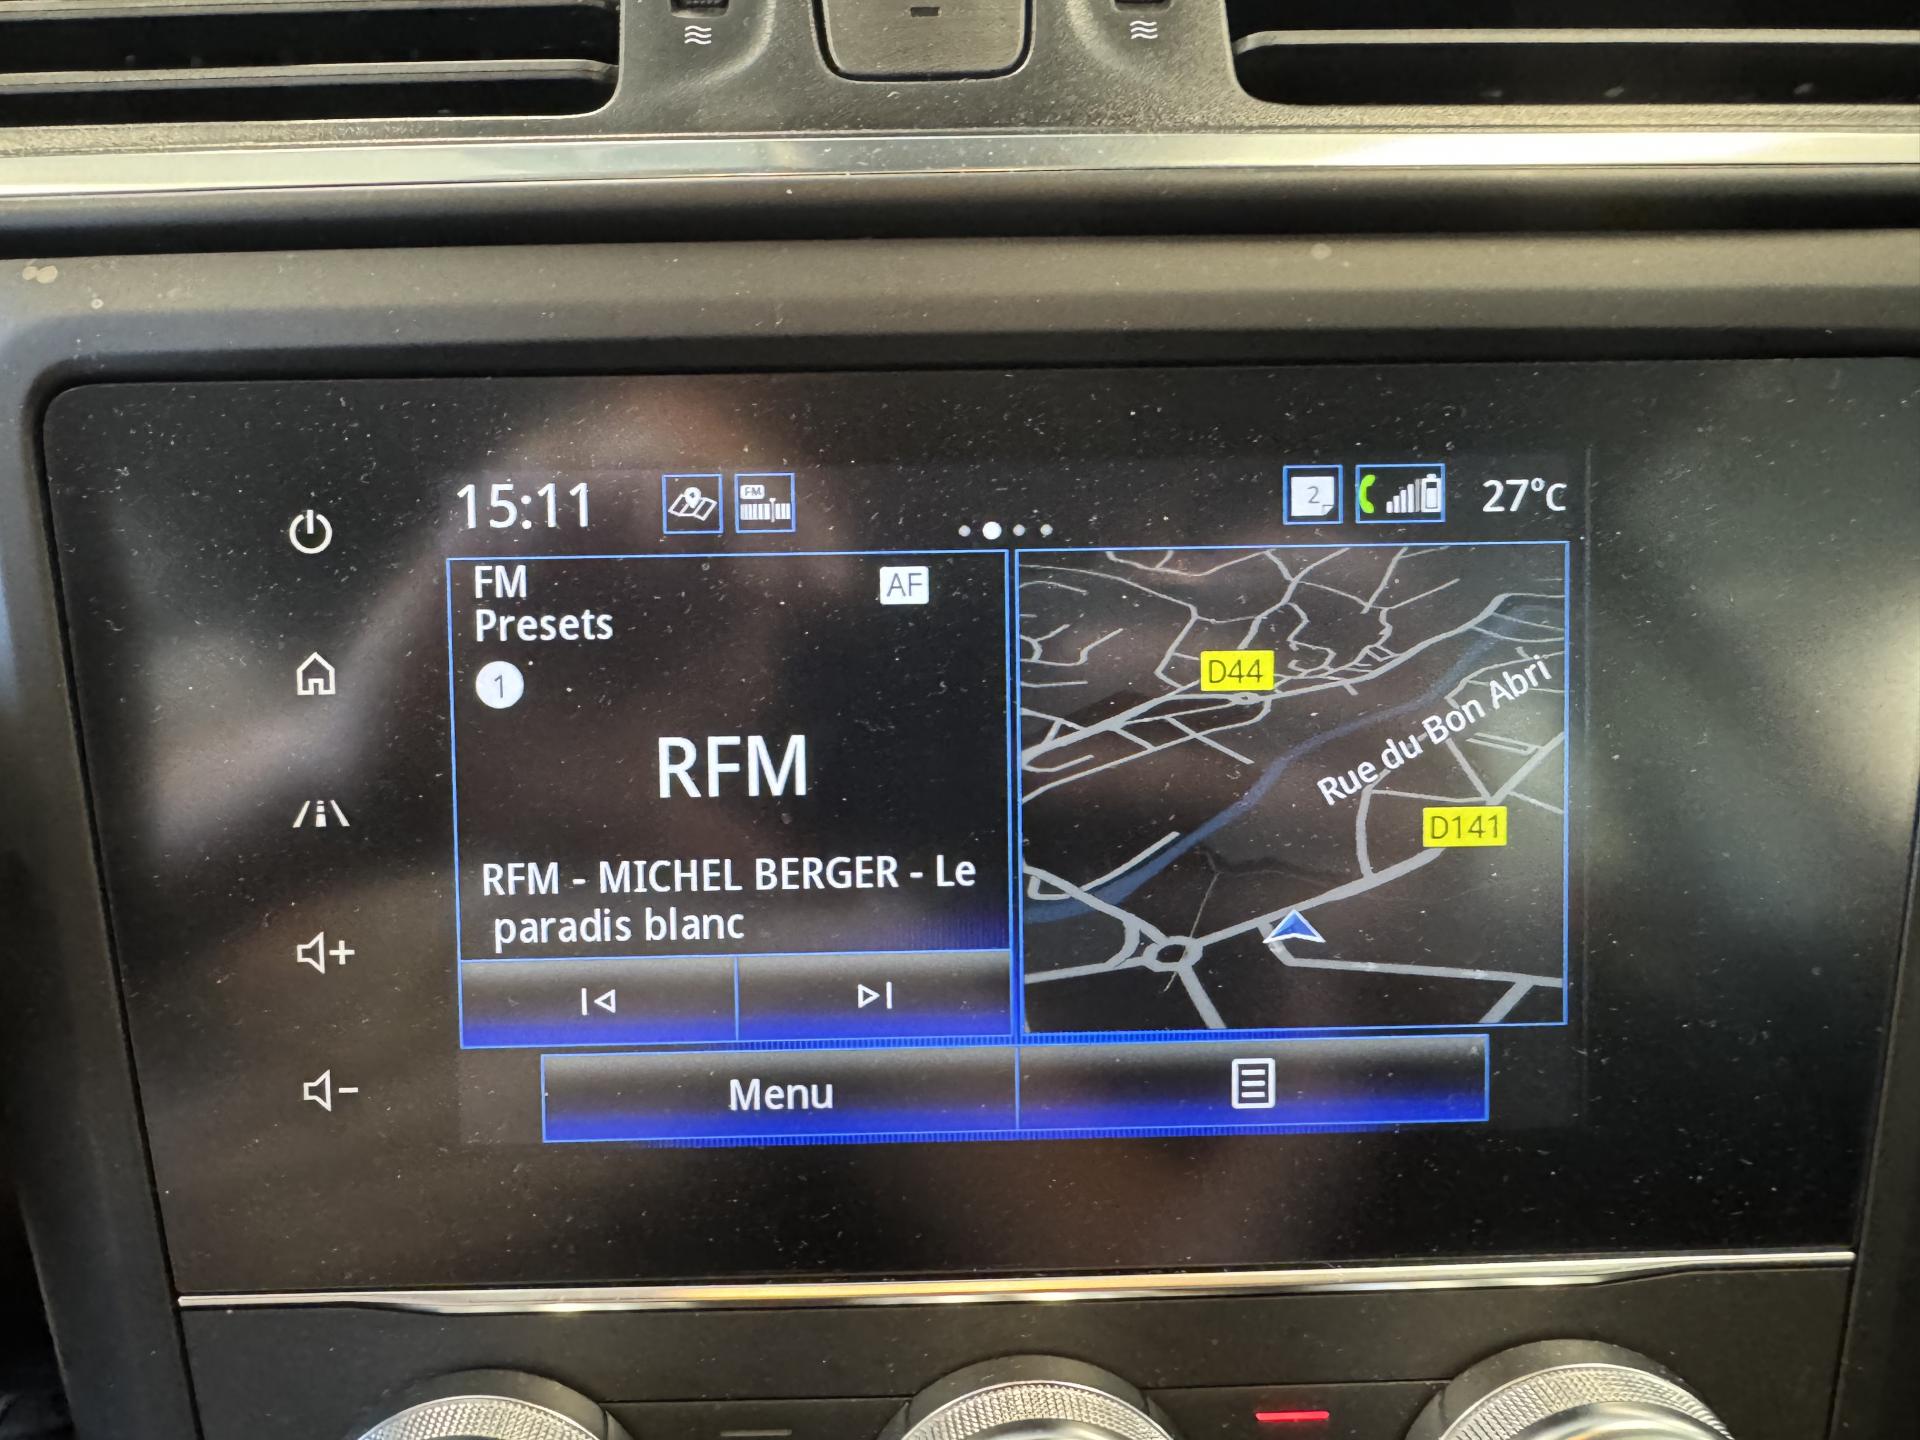 15:11
FM
2
27°C
FM
AF
Presets
1
RFM
RFM - MICHEL BERGER - Le
paradis blanc
D44
Rue du Bon Abri
D141
Menu